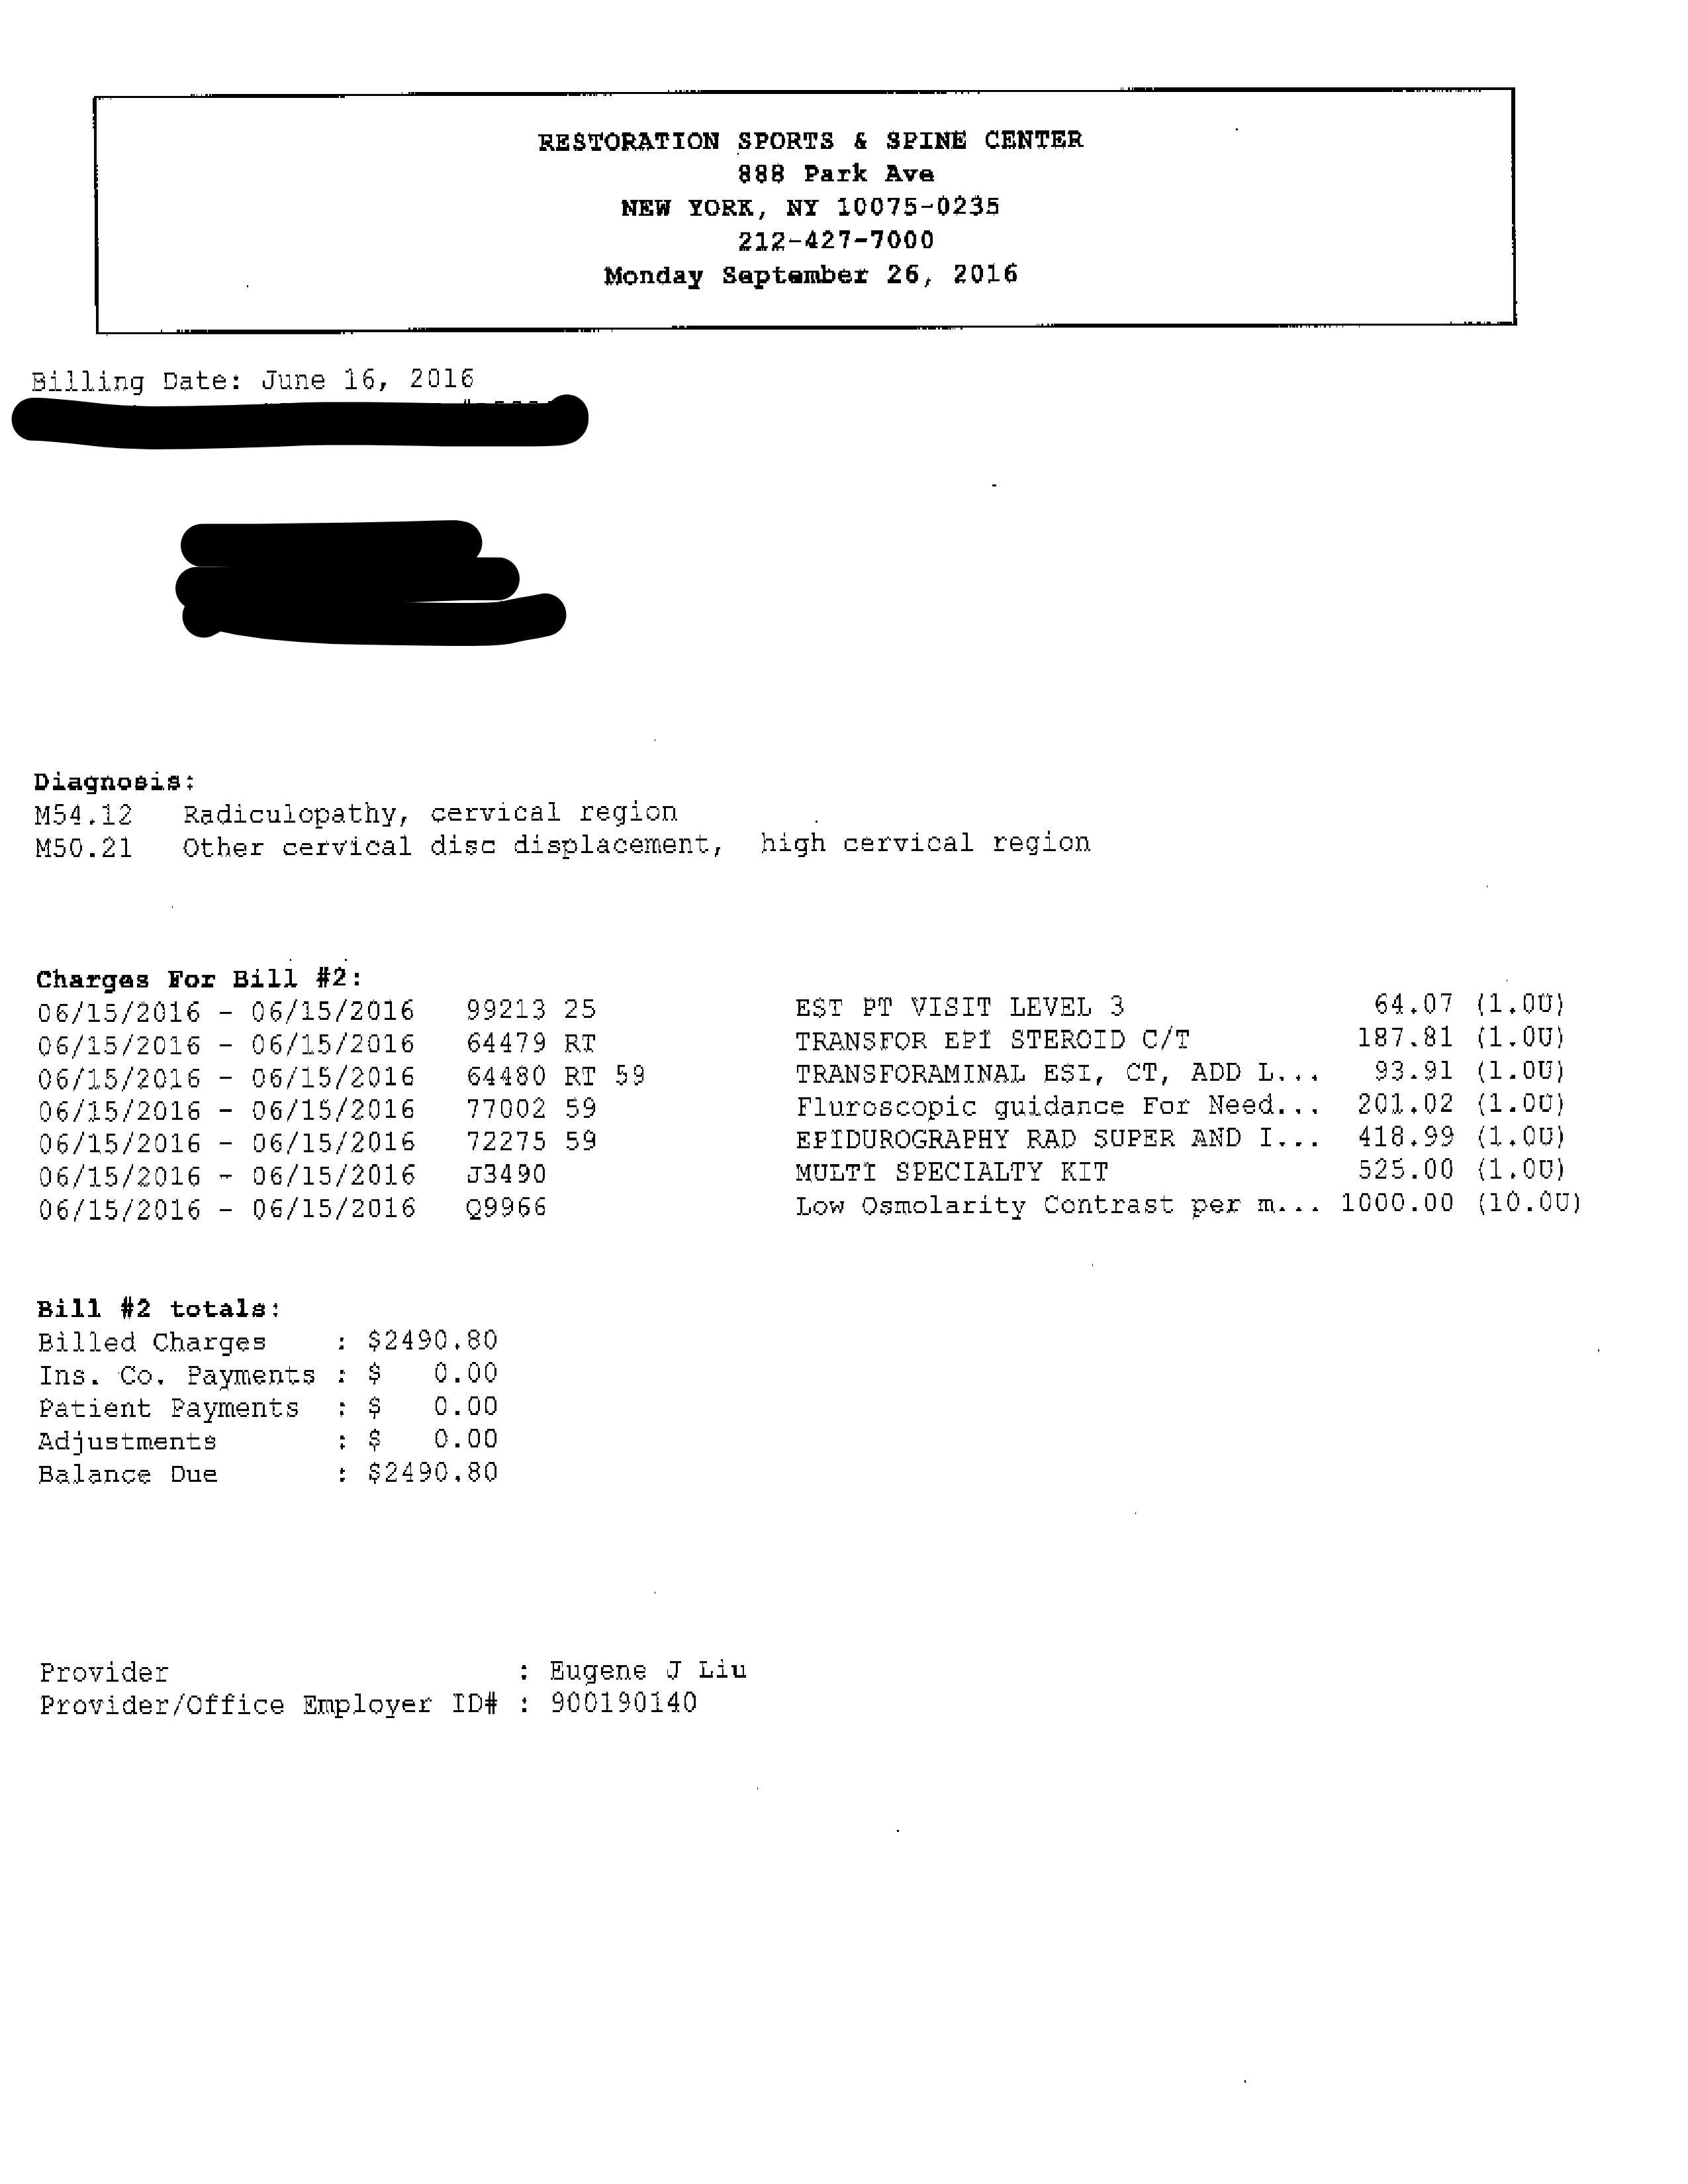 RESTORATION SPORTS & SPINE CENTER
888 Park Ave
NEW YORK, NY 10075-0235
212-427-7000
Monday September 26, 2016
Billing Date: June 16, 2016
Diagnosis:
M54.12 Radiculopathy, cervical region
M50.21 Other cervical disc displacement, high cervical region
Charges For Bill #2:
06/15/2016 - 06/15/2016 99213 25 EST PT VISIT LEVEL 3 64.07 (1.0U)
06/15/2016 - 06/15/2016 64479 RT TRANSFOR EPI STEROID C/T 187.81 (1.0U)
06/15/2016 - 06/15/2016 64480 RT 59 TRANSFORAMINAL ESI, CT, ADD L... 93.91 (1.0U)
06/15/2016 - 06/15/2016 77002 59 Fluroscopic guidance For Need... 201.02 (1.0U)
06/15/2016 - 06/15/2016 72275 59 EPIDUROGRAPHY RAD SUPER AND I... 418.99 (1.0U)
06/15/2016 - 06/15/2016 J3490 MULTI SPECIALTY KIT 525.00 (1.0U)
06/15/2016 - 06/15/2016 Q9966 Low Osmolarity Contrast per m... 1000.00 (10.0U)
Bill #2 totals:
Billed Charges : $2490.80
Ins. Co. Payments : $ 0.00
Patient Payments : $ 0.00
Adjustments : $ 0.00
Balance Due : $2490.80
Provider : Eugene J Liu
Provider/Office Employer ID# : 900190140